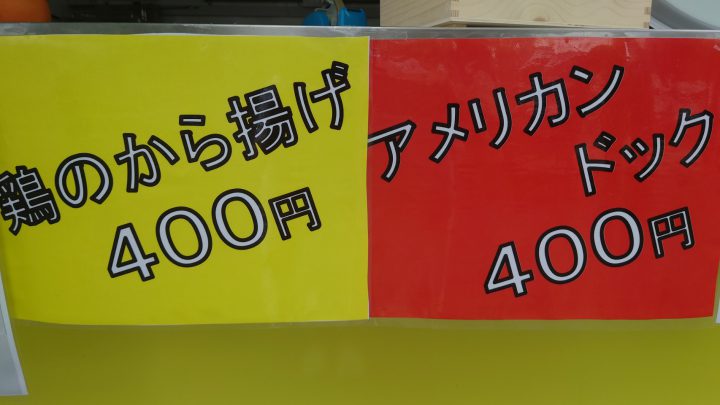 鶏のから揚げ
400円
アメリカン
ドック
400円